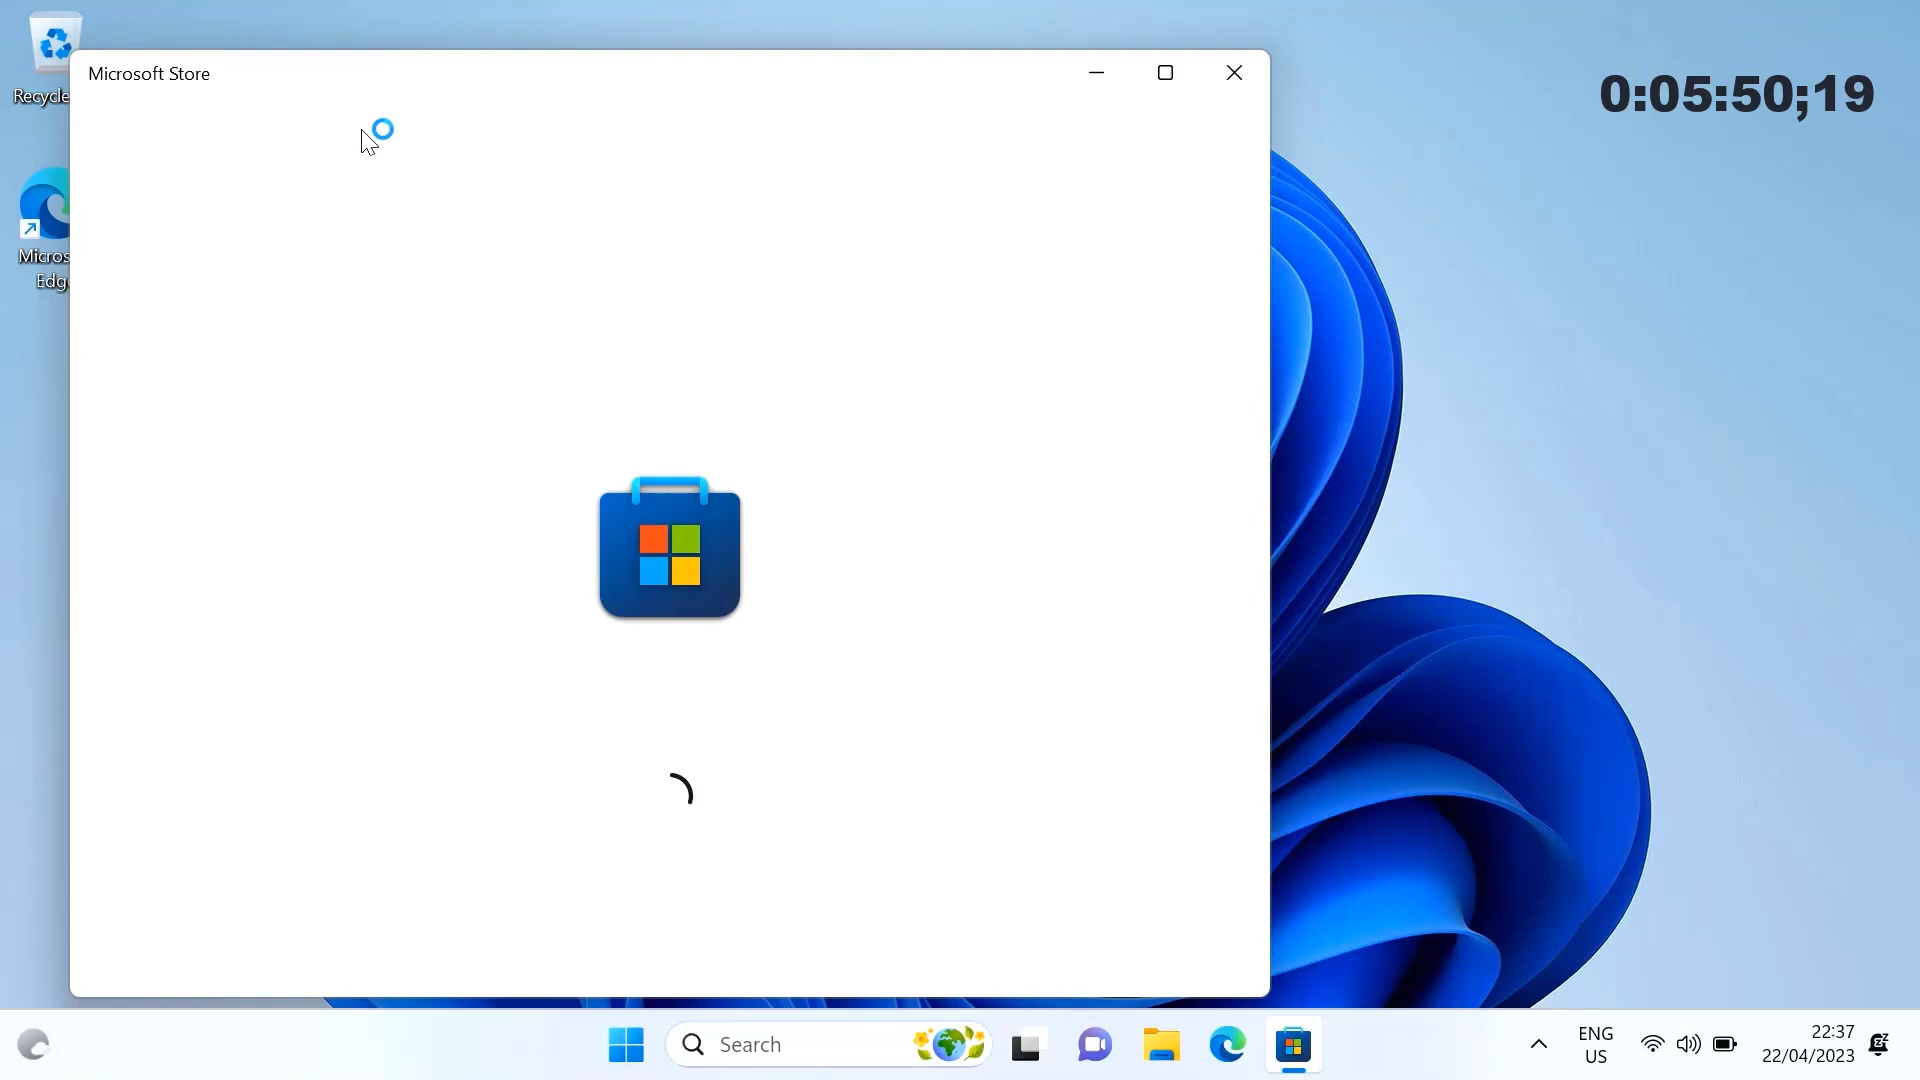 Microsoft Store
0:05:50;19
Recycle
Micros
Edg
Search
ENG
US
22:37
22/04/2023